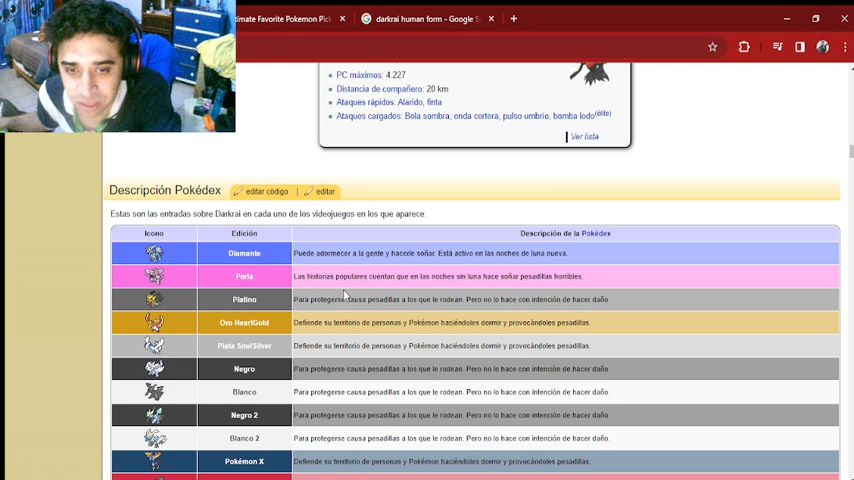 timate Favorite Pokemon Pick
darkrai human form - Google S
PC máximos: 4.227
Distancia de compañero: 20 km
Ataques rápidos: Alarido, finta
Ataques cargados: Bola sombra, onda certera, pulso umbrío, bomba lodo(élite)
Ver lista
Descripción Pokédex editar código | editar
Estas son las entradas sobre Darkrai en cada uno de los videojuegos en los que aparece:
Icono Edición Descripción de la Pokédex
Diamante Puede adormecer a la gente y hacerle soñar. Está activo en las noches de luna nueva.
Perla Las historias populares cuentan que en las noches sin luna hace soñar pesadillas horribles.
Platino Para protegerse causa pesadillas a los que le rodean. Pero no lo hace con intención de hacer daño.
Oro HeartGold Defiende su territorio de personas y Pokémon haciéndoles dormir y provocándoles pesadillas.
Plata SoulSilver Defiende su territorio de personas y Pokémon haciéndoles dormir y provocándoles pesadillas.
Negro Para protegerse causa pesadillas a los que le rodean. Pero no lo hace con intención de hacer daño.
Blanco Para protegerse causa pesadillas a los que le rodean. Pero no lo hace con intención de hacer daño.
Negro 2 Para protegerse causa pesadillas a los que le rodean. Pero no lo hace con intención de hacer daño.
Blanco 2 Para protegerse causa pesadillas a los que le rodean. Pero no lo hace con intención de hacer daño.
Pokémon X Defiende su territorio de personas y Pokémon haciéndoles dormir y provocándoles pesadillas.